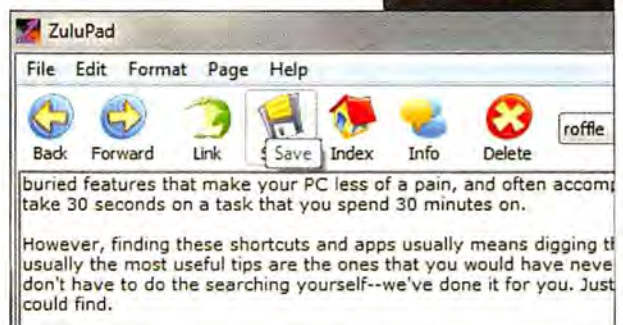 ZuluPad
File Edit Format Page Help
Back Forward Link S Save Index Info Delete roffle
buried features that make your PC less of a pain, and often accom
take 30 seconds on a task that you spend 30 minutes on.
However, finding these shortcuts and apps usually means digging
usually the most useful tips are the ones that you would have neve
don't have to do the searching yourself--we've done it for you. Just
could find.